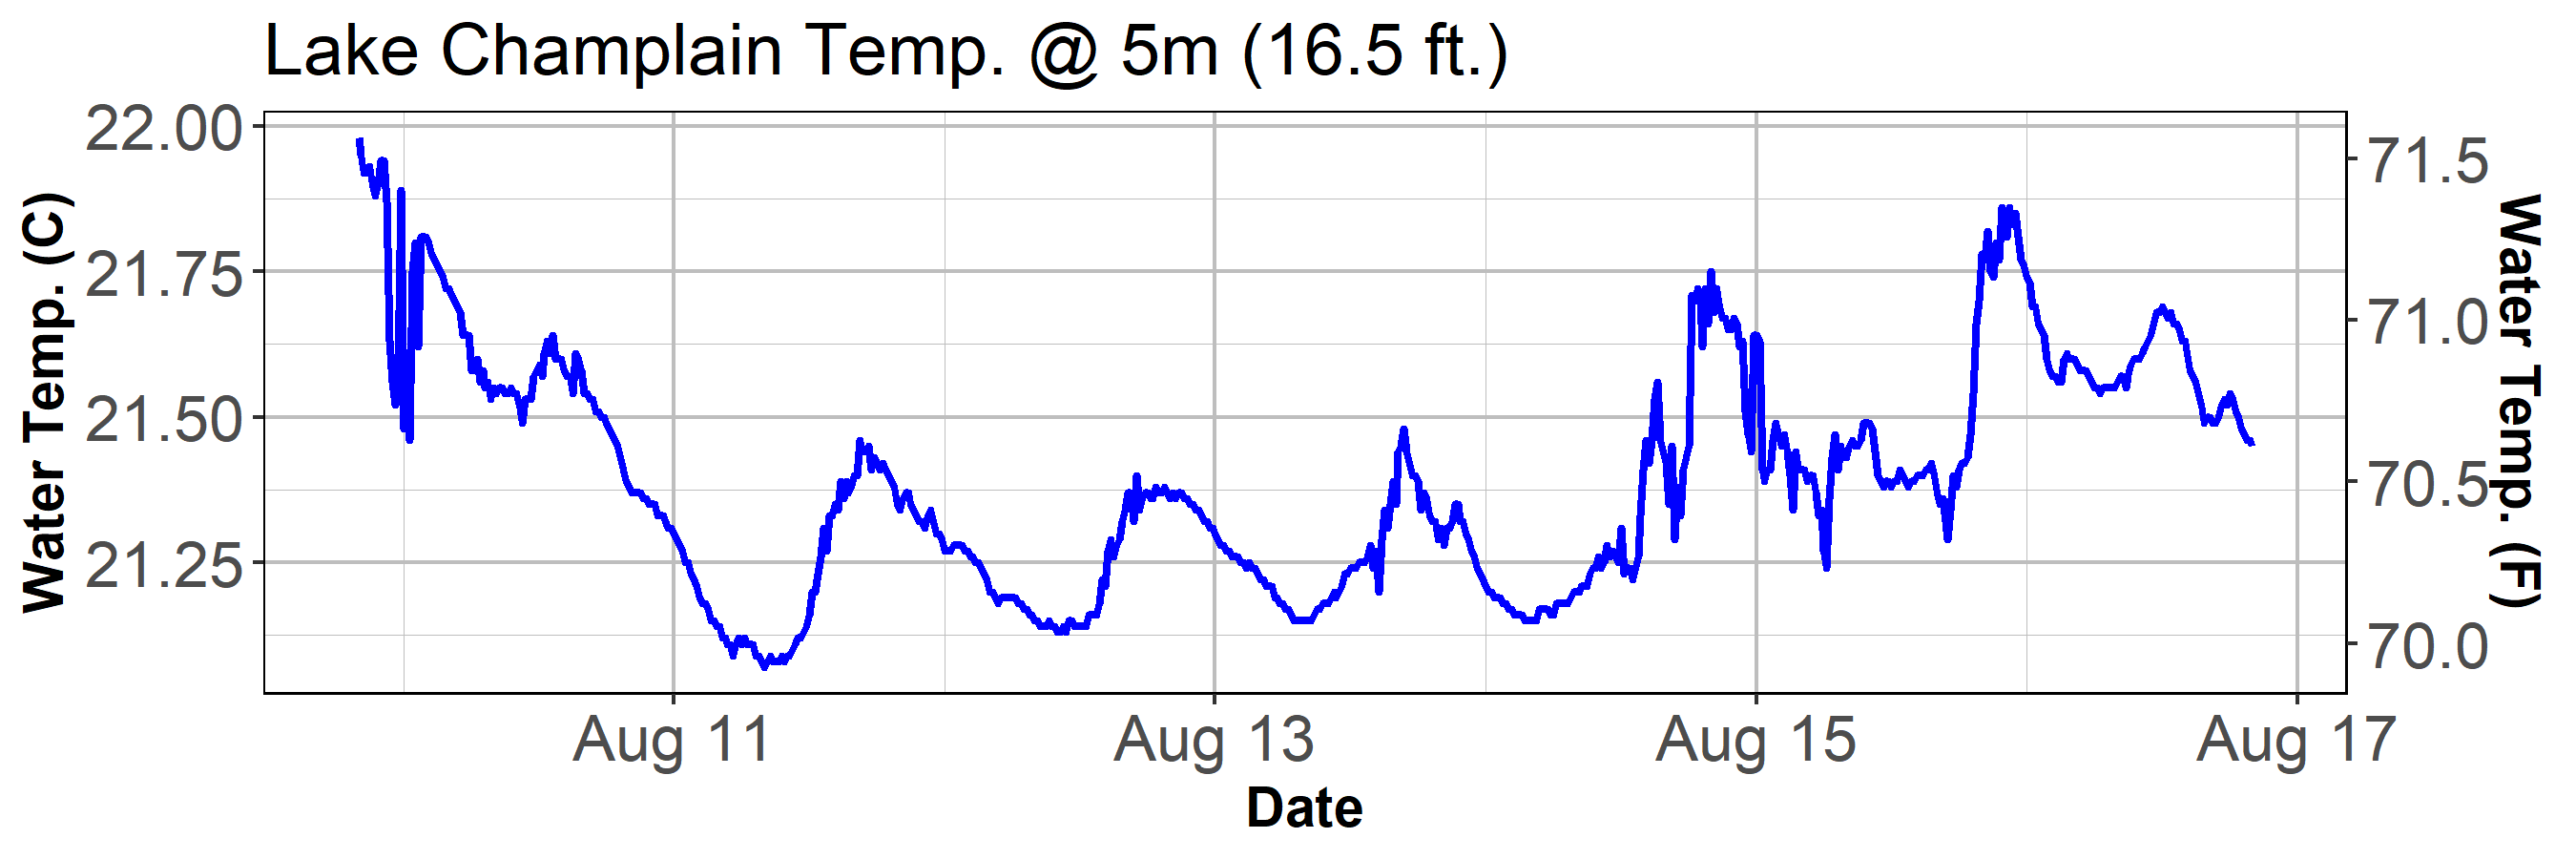 Lake Champlain Temp. @ 5m (16.5 ft.)
Water Temp. (C)
22.00
21.75
21.50
21.25
71.5
71.0
70.5
70.0
Water Temp. (F)
Aug 11 Aug 13 Aug 15 Aug 17
Date